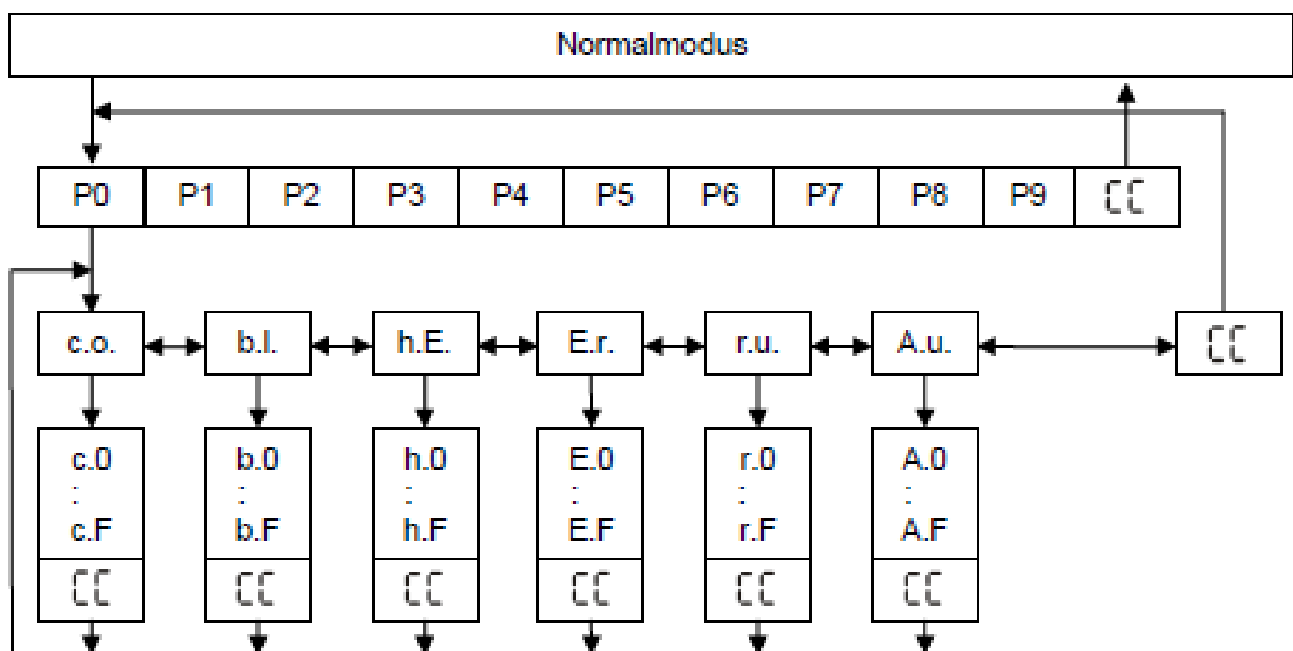 Normalmodus
P0 P1 P2 P3 P4 P5 P6 P7 P8 P9 CC
c.o. b.l. h.E. E.r. r.u. A.u. CC
c.0 b.0 h.0 E.0 r.0 A.0
: : : : : :
c.F b.F h.F E.F r.F A.F
CC CC CC CC CC CC